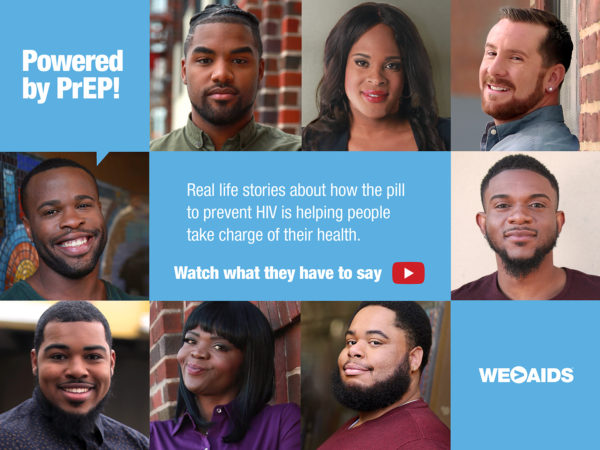 Powered
by PrEP!
Real life stories about how the pill
to prevent HIV is helping people
take charge of their health.
Watch what they have to say
WE AIDS